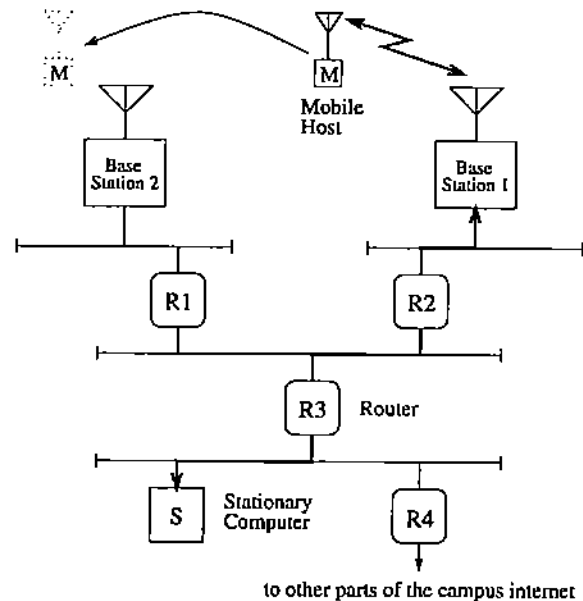 M
M
Mobile
Host
Base
Station 2
Base
Station 1
R1
R2
R3
Router
S
Stationary
Computer
R4
to other parts of the campus internet